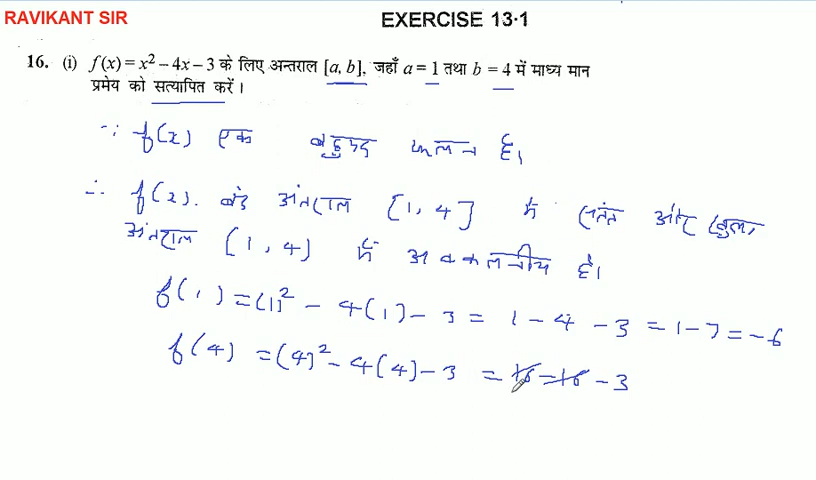 RAVIKANT SIR
EXERCISE 13·1
16. (i) f(x) = x² – 4x – 3 के लिए अन्तराल [a, b], जहाँ a = 1 तथा b = 4 में माध्य मान
प्रमेय को सत्यापित करें।
∵ f(x) एक बहुपद फलन है।
∴ f(x). बंद अंतराल [1, 4] में सतत और खुला
अंतराल (1, 4) में अवकलनीय है।
f(1) = (1)² - 4(1) - 3 = 1 - 4 - 3 = 1 - 7 = -6
f(4) = (4)² - 4(4) - 3 = 16 - 16 - 3